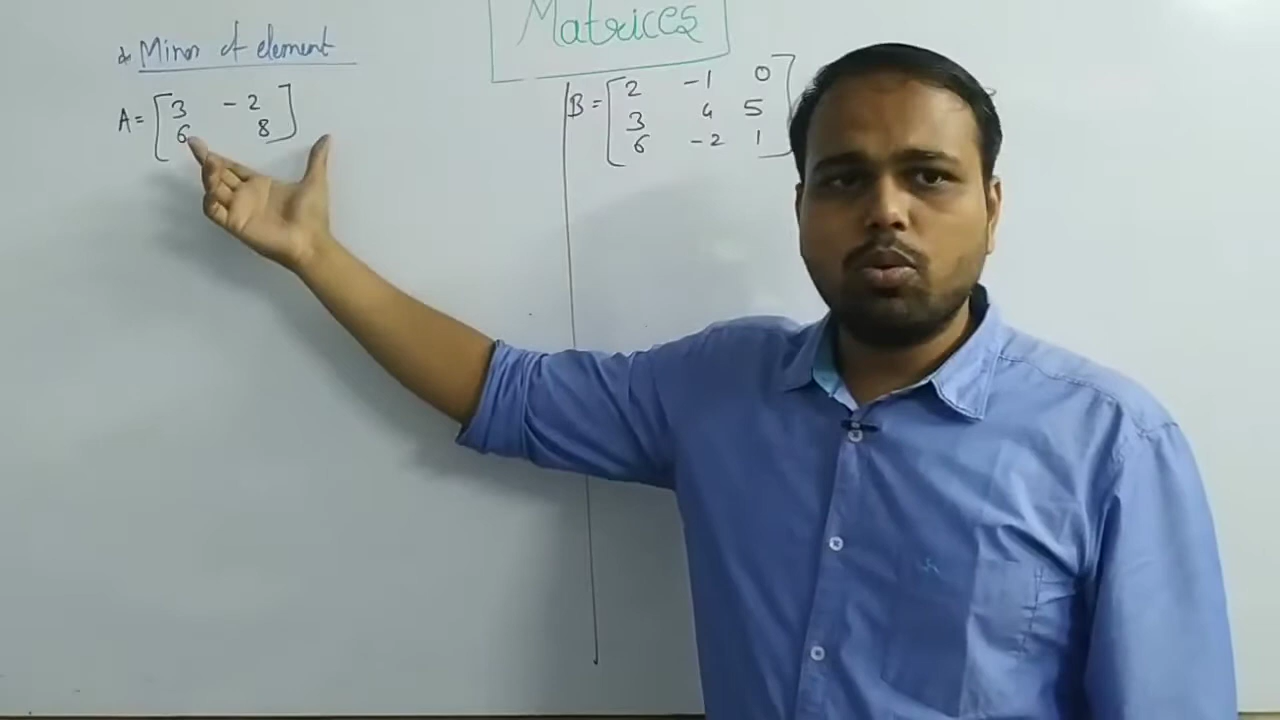 Matrices
* Minor of element
A = [ 3 -2
6 8 ]
B = [ 2 -1 0
3 4 5
6 -2 1 ]